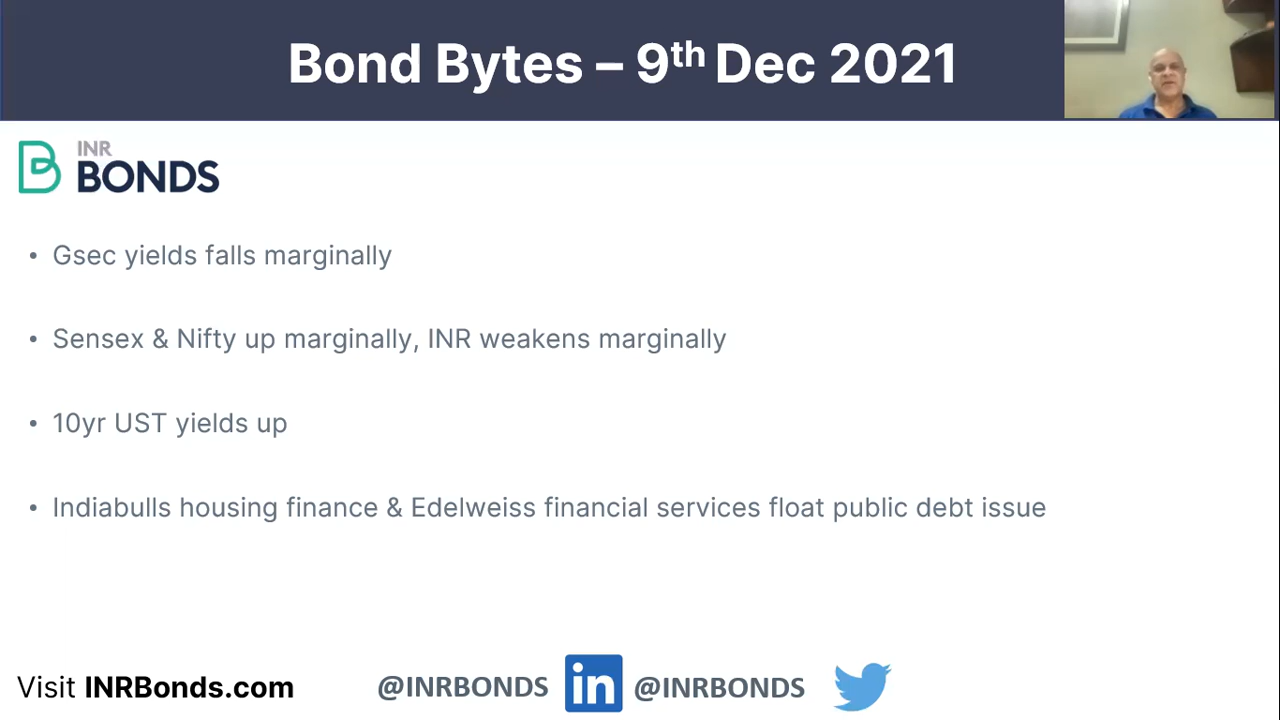 Bond Bytes – 9th Dec 2021
INR
BONDS
• Gsec yields falls marginally
• Sensex & Nifty up marginally, INR weakens marginally
• 10yr UST yields up
• Indiabulls housing finance & Edelweiss financial services float public debt issue
Visit INRBonds.com @INRBONDS in @INRBONDS